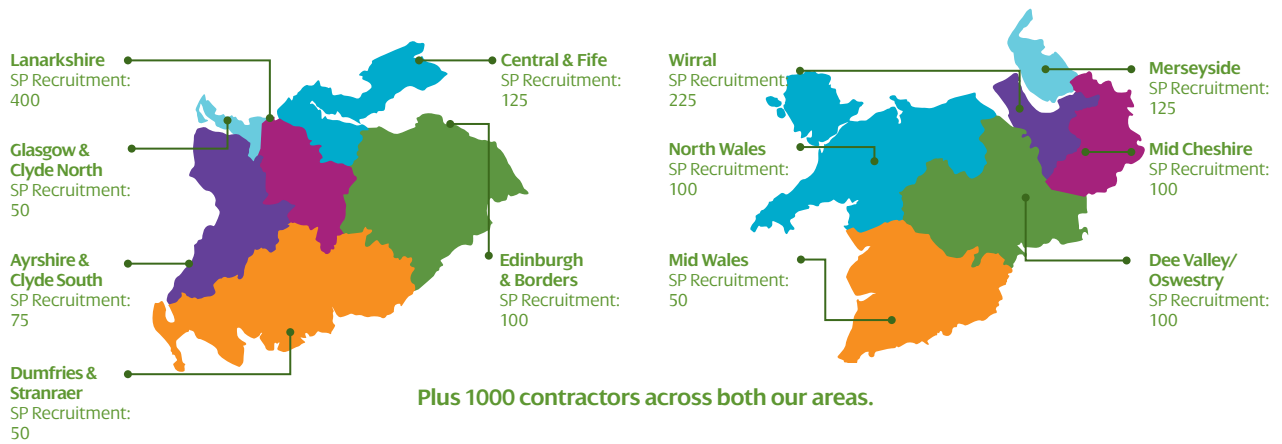 Lanarkshire
SP Recruitment:
400
Glasgow &
Clyde North
SP Recruitment:
50
Ayrshire &
Clyde South
SP Recruitment:
75
Dumfries &
Stranraer
SP Recruitment:
50
Central & Fife
SP Recruitment:
125
Edinburgh
& Borders
SP Recruitment:
100
Wirral
SP Recruitment:
225
North Wales
SP Recruitment:
100
Mid Wales
SP Recruitment:
50
Merseyside
SP Recruitment:
125
Mid Cheshire
SP Recruitment:
100
Dee Valley/
Oswestry
SP Recruitment:
100
Plus 1000 contractors across both our areas.